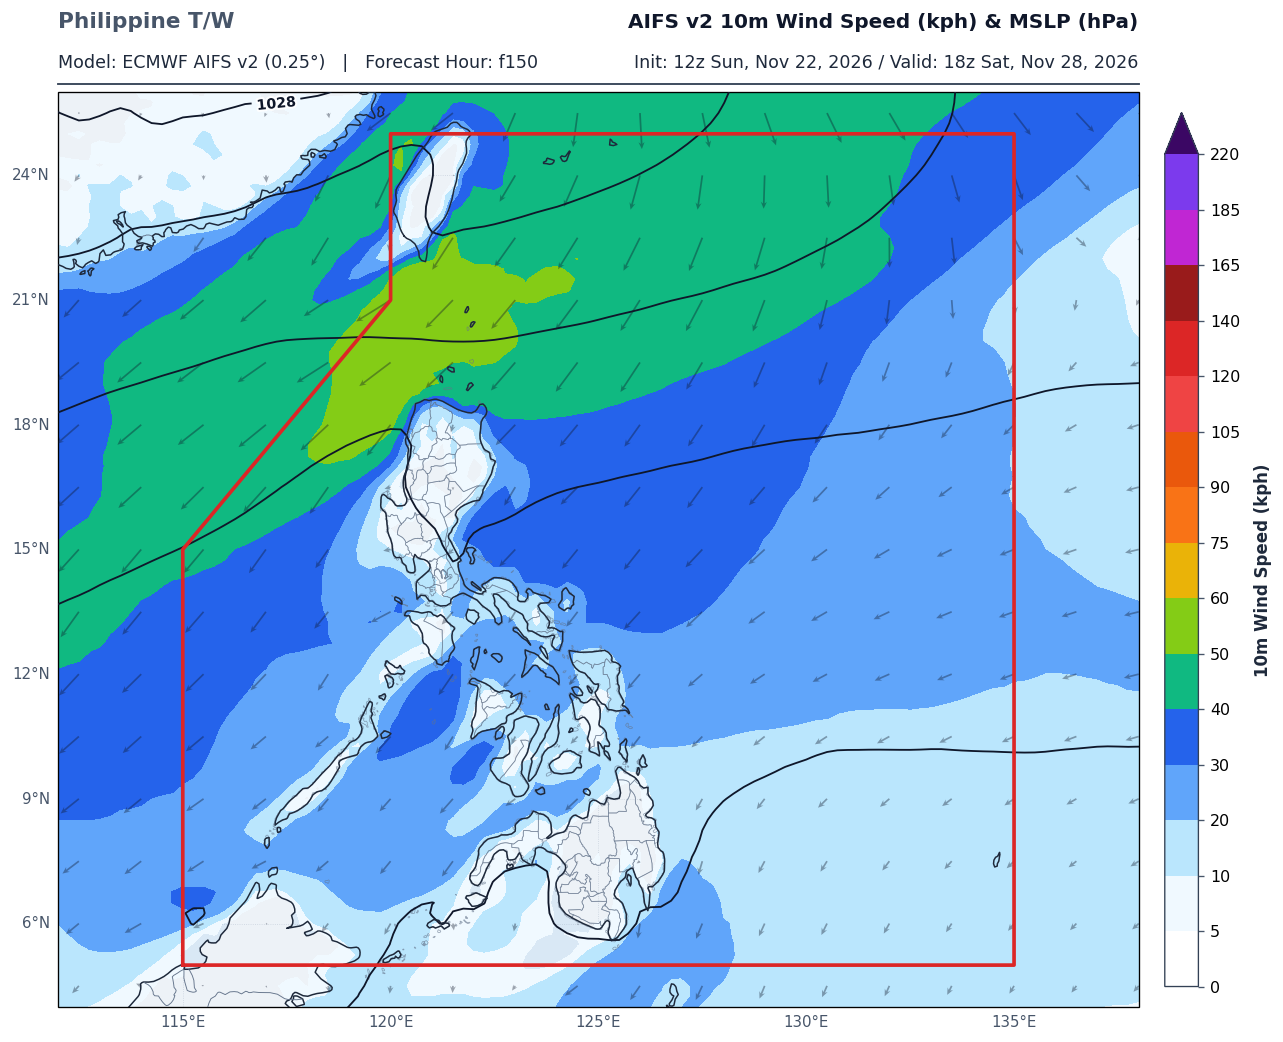 Philippine T/W
AIFS v2 10m Wind Speed (kph) & MSLP (hPa)
Model: ECMWF AIFS v2 (0.25°) | Forecast Hour: f150
Init: 12z Sun, Nov 22, 2026 / Valid: 18z Sat, Nov 28, 2026
1028
24°N
21°N
18°N
15°N
12°N
9°N
6°N
115°E
120°E
125°E
130°E
135°E
220
185
165
140
120
105
90
75
60
50
40
30
20
10
5
0
10m Wind Speed (kph)